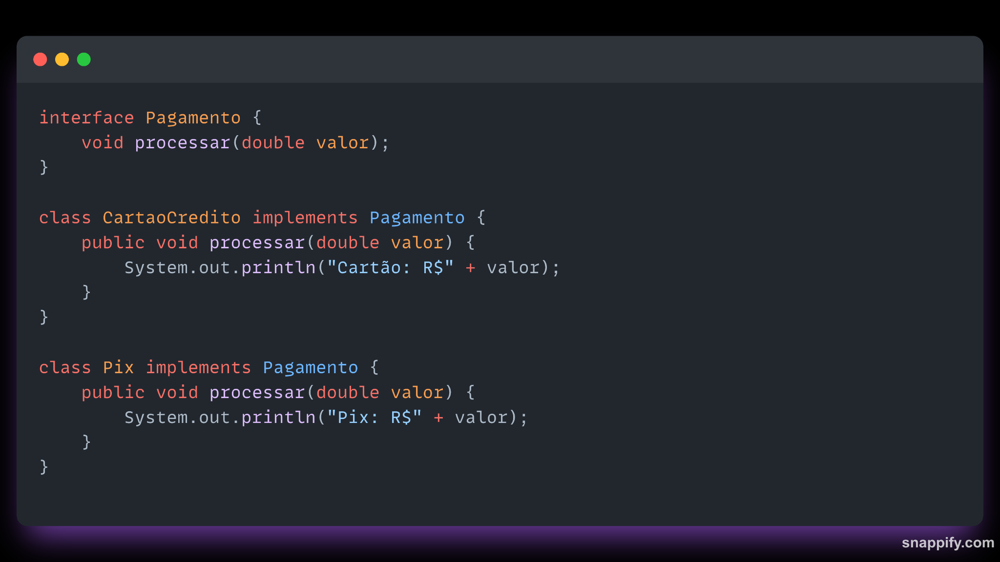 interface Pagamento {
    void processar(double valor);
}

class CartaoCredito implements Pagamento {
    public void processar(double valor) {
        System.out.println("Cartão: R$" + valor);
    }
}

class Pix implements Pagamento {
    public void processar(double valor) {
        System.out.println("Pix: R$" + valor);
    }
}
snappify.com